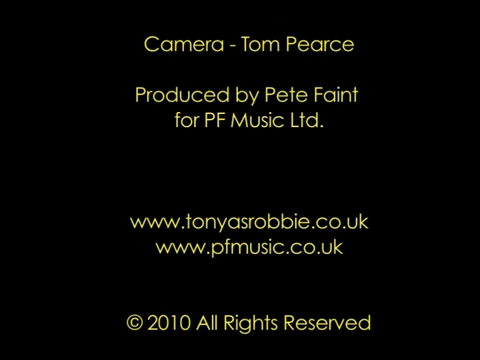 Camera - Tom Pearce
Produced by Pete Faint
for PF Music Ltd.
www.tonyasrobbie.co.uk
www.pfmusic.co.uk
© 2010 All Rights Reserved